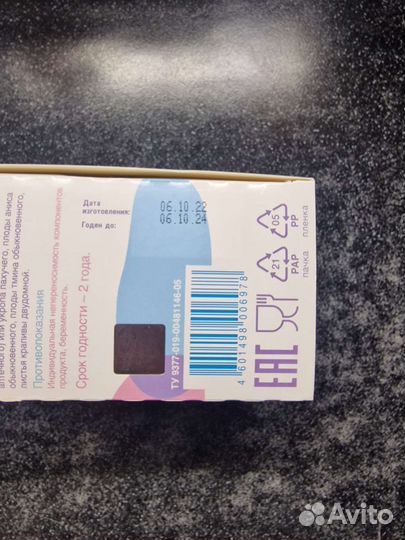 аптечного) или укропа пахучего, плоды аниса
обыкновенного, плоды тмина обыкновенного,
листья крапивы двудомной.
Противопоказания
Индивидуальная непереносимость компонентов
продукта, беременность.
Срок годности – 2 года.
Дата
изготовления:
06.10.22
Годен до:
06.10.24
ТУ 9377-019-00481146-05
4 601498 006978
EAC
05
PP
пленка
21
PAP
пачка
Avito